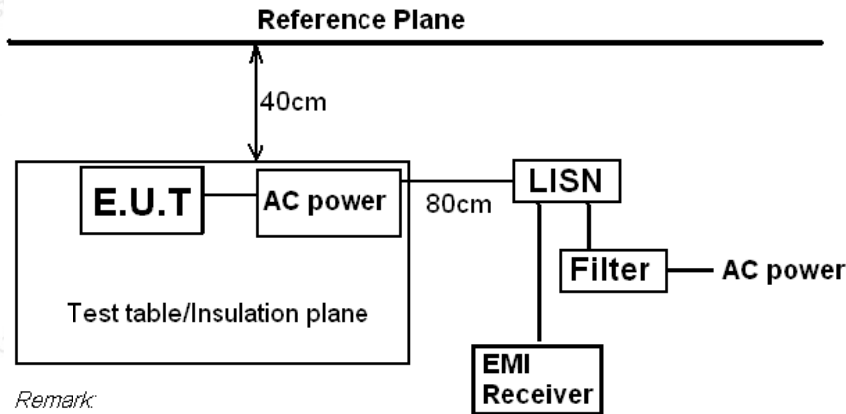 Reference Plane
40cm
E.U.T
AC power
80cm
LISN
Filter
AC power
Test table/Insulation plane
EMI
Receiver
Remark: